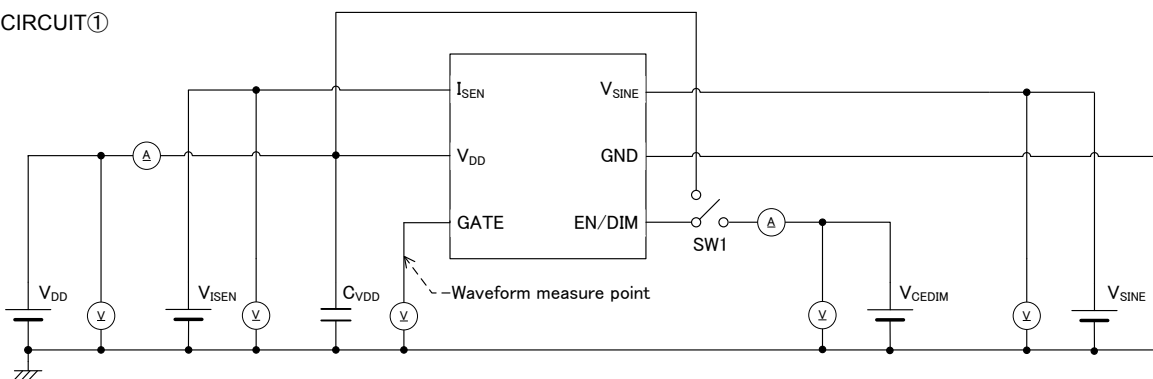 CIRCUIT①
ISEN
VSINE
VDD
GND
GATE
EN/DIM
SW1
A
A
Waveform measure point
VDD
V
VISEN
V
CVDD
V
V
VCEDIM
V
VSINE